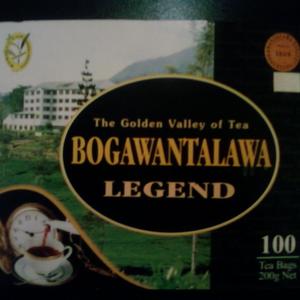 The Golden Valley of Tea
BOGAWANTALAWA
LEGEND
100
Tea Bags
200g Net